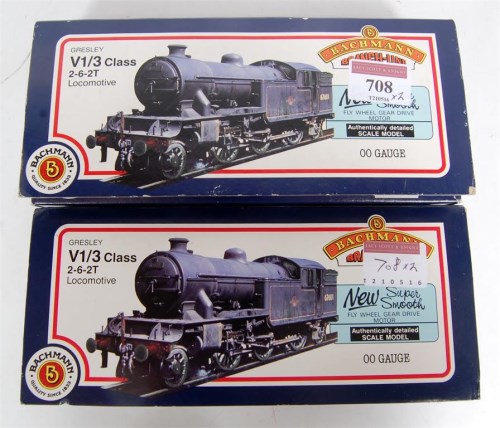 GRESLEY
V1/3 Class
2-6-2T
Locomotive
BACHMANN
708
x2
New
Smooth
FLY WHEEL GEAR DRIVE
MOTOR
Authentically detailed
SCALE MODEL
00 GAUGE
BACHMANN
QUALITY SINCE 1833
GRESLEY
V1/3 Class
2-6-2T
Locomotive
BACHMANN
708x2
T210516
New Super
Smooth
FLY WHEEL GEAR DRIVE
MOTOR
Authentically detailed
SCALE MODEL
00 GAUGE
BACHMANN
QUALITY SINCE 1833